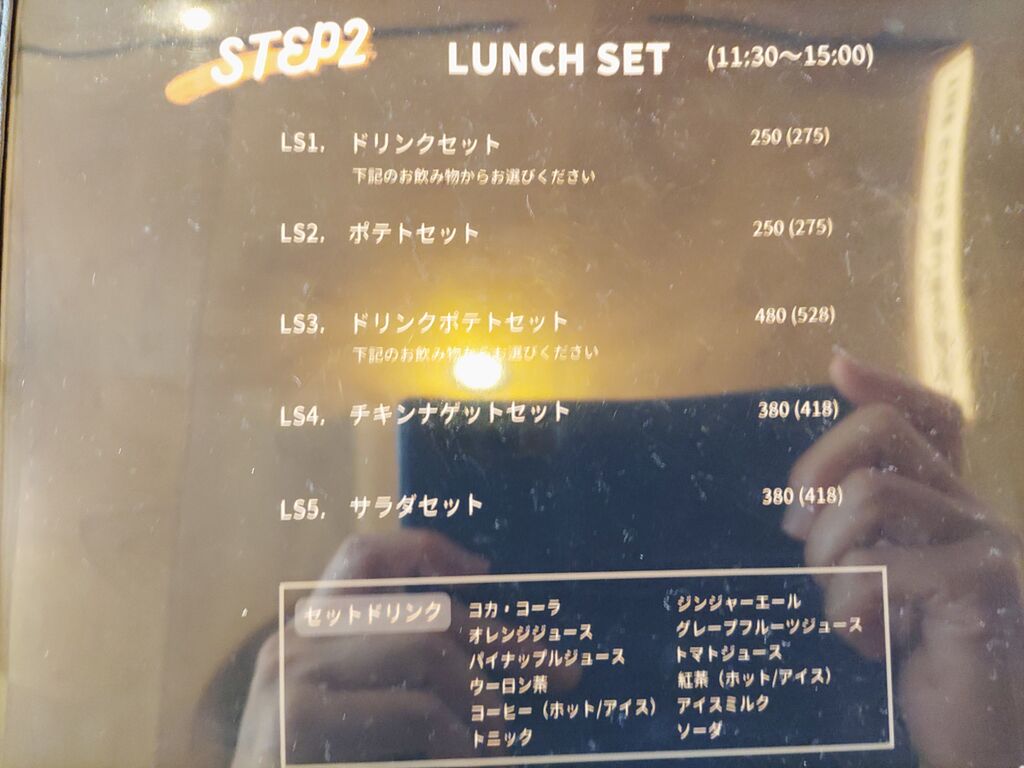 STEP2
LUNCH SET (11:30〜15:00)
LS1. ドリンクセット 250 (275)
下記のお飲み物からお選びください
LS2. ポテトセット 250 (275)
LS3. ドリンクポテトセット 480 (528)
下記のお飲み物からお選びください
LS4. チキンナゲットセット 380 (418)
LS5. サラダセット 380 (418)
セットドリンク
コカ・コーラ ジンジャーエール
オレンジジュース グレープフルーツジュース
パイナップルジュース トマトジュース
ウーロン茶 紅茶（ホット/アイス）
コーヒー（ホット/アイス） アイスミルク
トニック ソーダ